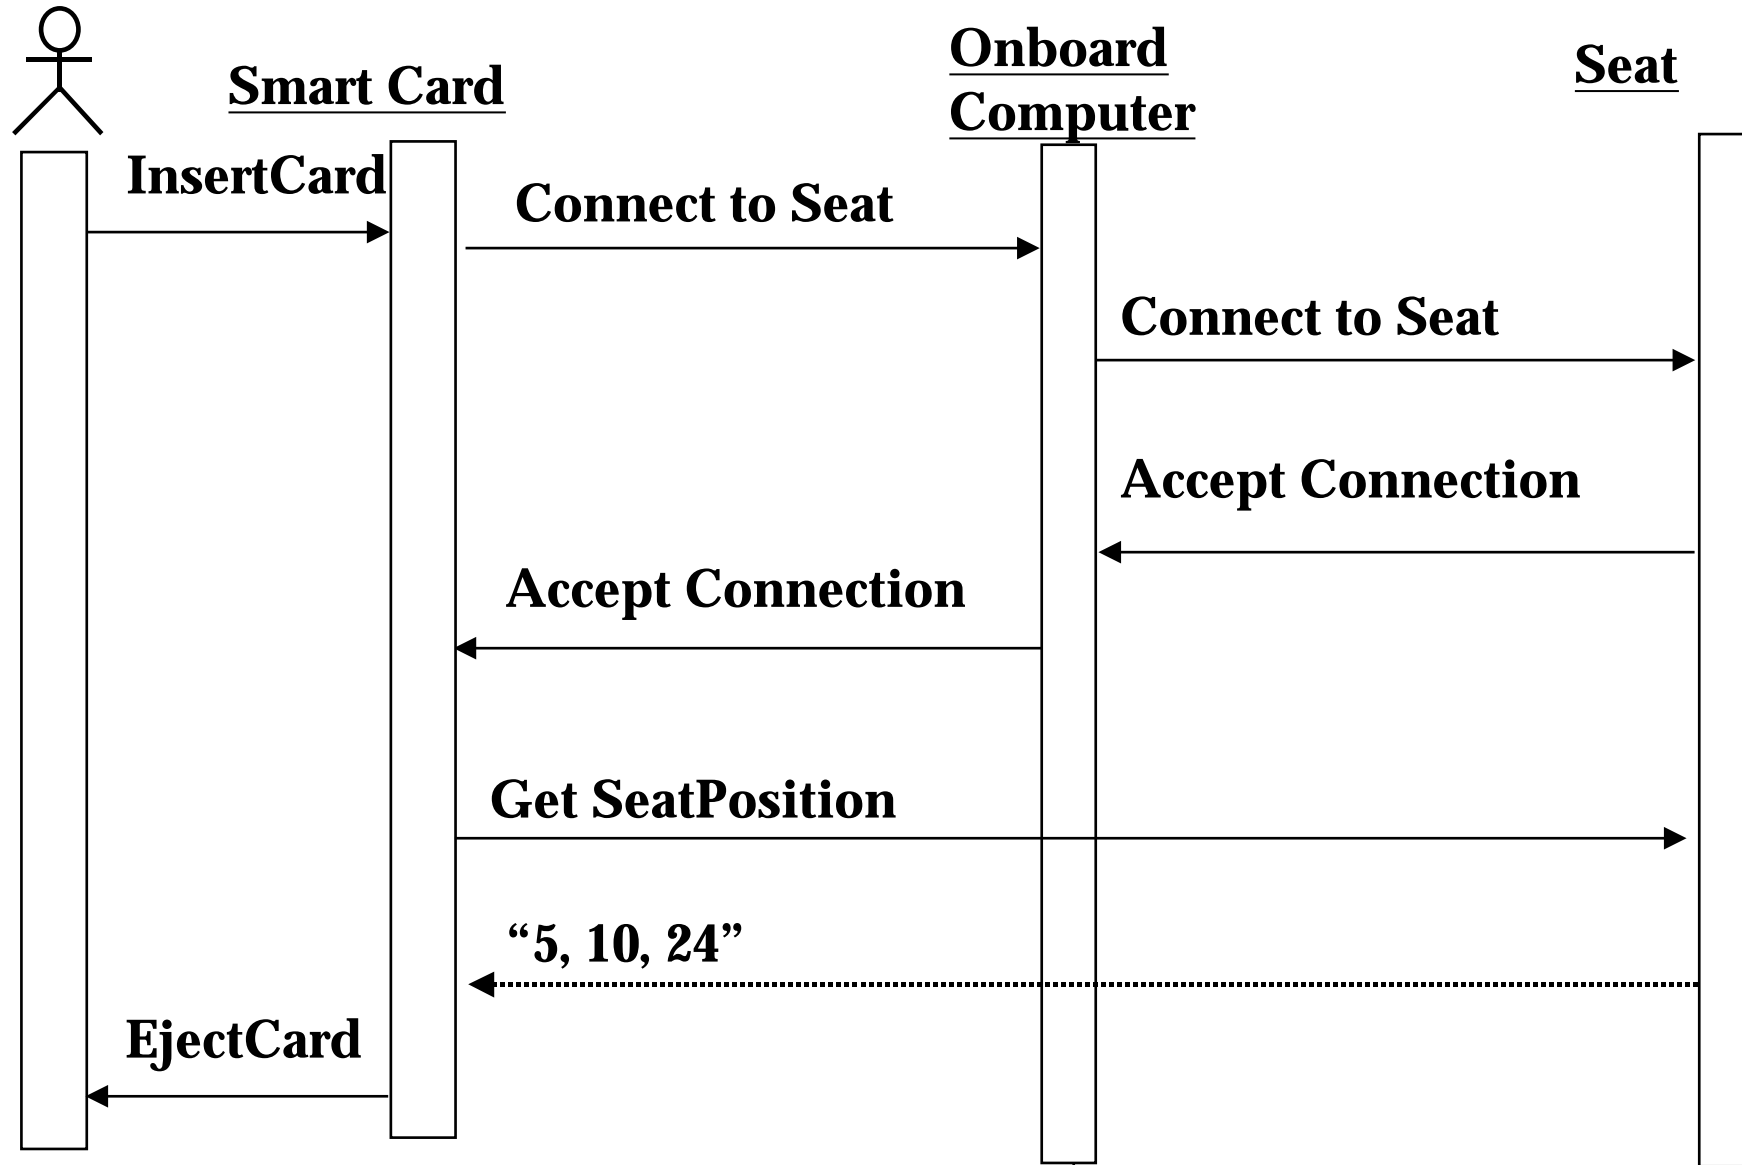 Smart Card
Onboard
Computer
Seat
InsertCard
Connect to Seat
Connect to Seat
Accept Connection
Accept Connection
Get SeatPosition
“5, 10, 24”
EjectCard